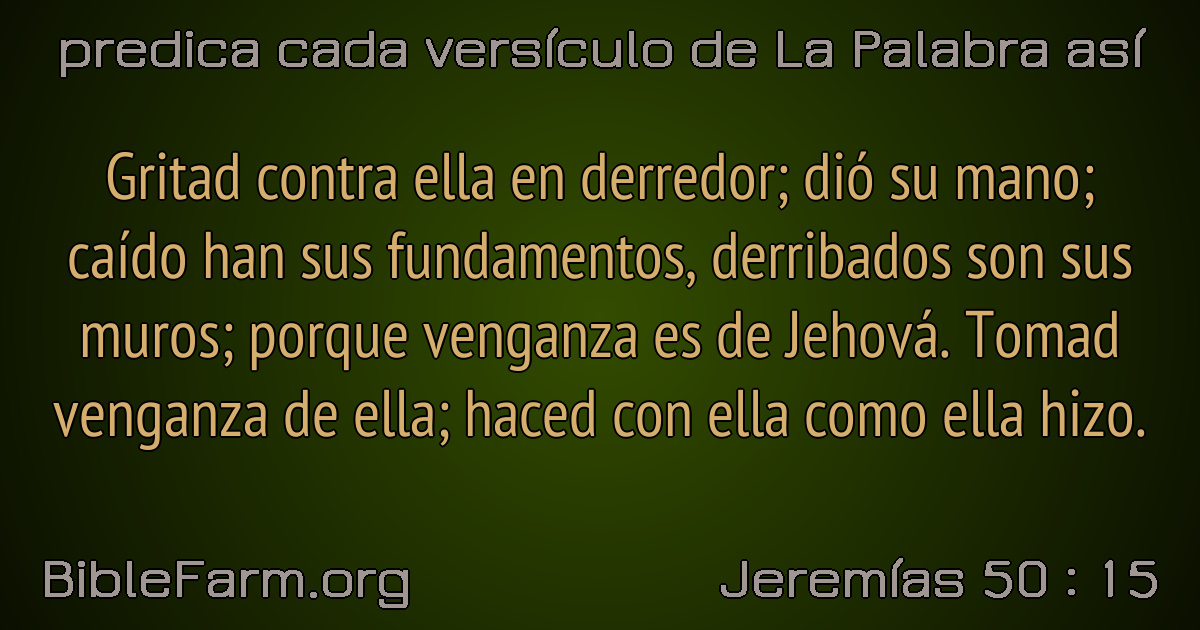 predica cada versículo de La Palabra así
Gritad contra ella en derredor; dió su mano;
caído han sus fundamentos, derribados son sus
muros; porque venganza es de Jehová. Tomad
venganza de ella; haced con ella como ella hizo.
BibleFarm.org
Jeremías 50 : 15